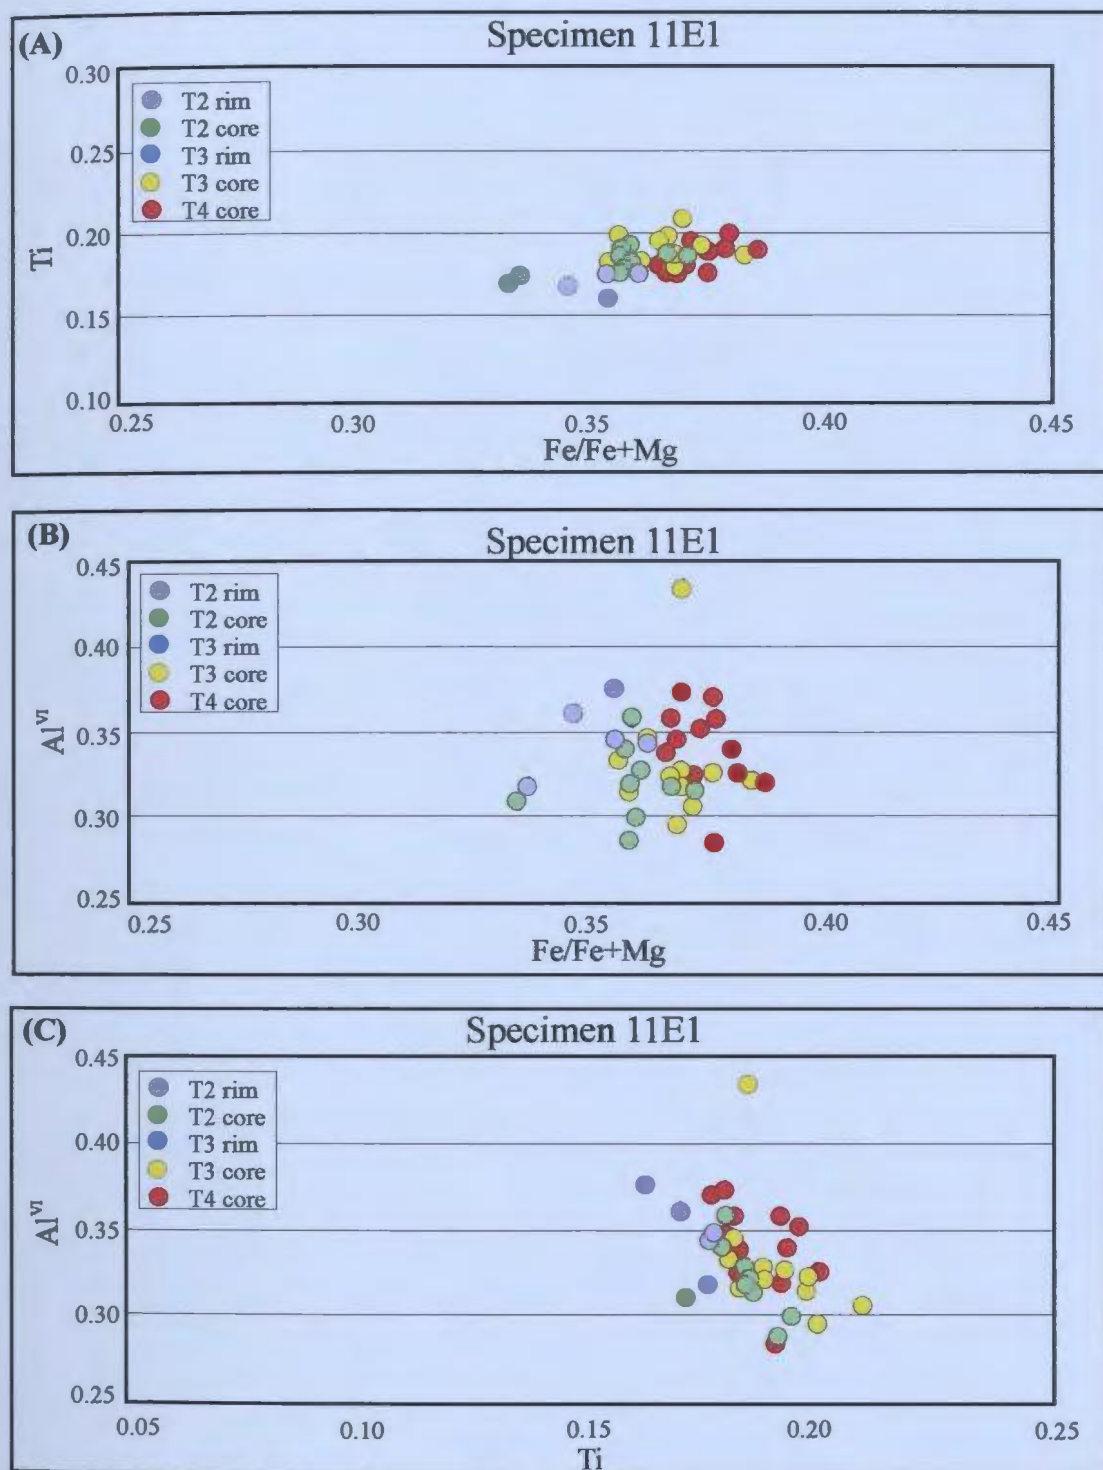 (A)
Specimen 11E1
Ti
0.30
0.25
0.20
0.15
0.10
T2 rim
T2 core
T3 rim
T3 core
T4 core
0.25 0.30 0.35 0.40 0.45
Fe/Fe+Mg
(B)
Specimen 11E1
Al^VI
0.45
0.40
0.35
0.30
0.25
T2 rim
T2 core
T3 rim
T3 core
T4 core
0.25 0.30 0.35 0.40 0.45
Fe/Fe+Mg
(C)
Specimen 11E1
Al^VI
0.45
0.40
0.35
0.30
0.25
T2 rim
T2 core
T3 rim
T3 core
T4 core
0.05 0.10 0.15 0.20 0.25
Ti